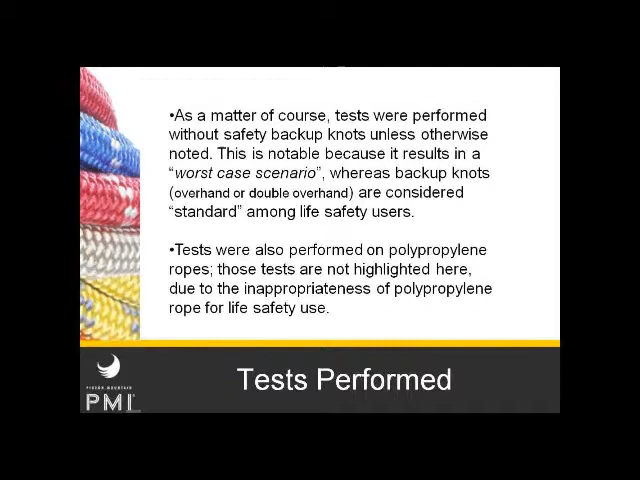 •As a matter of course, tests were performed
without safety backup knots unless otherwise
noted. This is notable because it results in a
“worst case scenario”, whereas backup knots
(overhand or double overhand) are considered
“standard” among life safety users.
•Tests were also performed on polypropylene
ropes; those tests are not highlighted here,
due to the inappropriateness of polypropylene
rope for life safety use.
Tests Performed
PIGEON MOUNTAIN
PMI